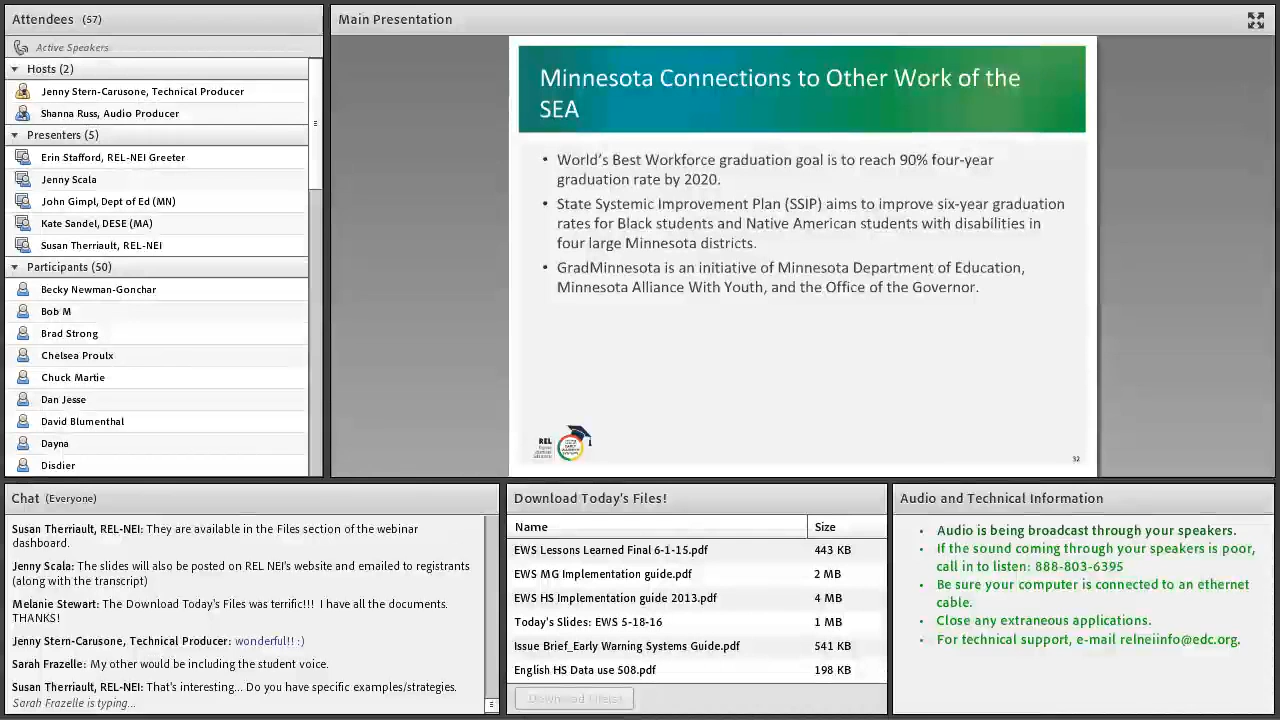 Attendees (57)
Active Speakers
Hosts (2)
Jenny Stern-Carusone, Technical Producer
Shanna Russ, Audio Producer
Presenters (5)
Erin Stafford, REL-NEI Greeter
Jenny Scala
John Gimpl, Dept of Ed (MN)
Kate Sandel, DESE (MA)
Susan Therriault, REL-NEI
Participants (50)
Becky Newman-Gonchar
Bob M
Brad Strong
Chelsea Proulx
Chuck Martie
Dan Jesse
David Blumenthal
Dayna
Disdier
Main Presentation
Minnesota Connections to Other Work of the
SEA
• World's Best Workforce graduation goal is to reach 90% four-year
graduation rate by 2020.
• State Systemic Improvement Plan (SSIP) aims to improve six-year graduation
rates for Black students and Native American students with disabilities in
four large Minnesota districts.
• GradMinnesota is an initiative of Minnesota Department of Education,
Minnesota Alliance With Youth, and the Office of the Governor.
REL
32
Chat (Everyone)
Susan Therriault, REL-NEI: They are available in the Files section of the webinar
dashboard.
Jenny Scala: The slides will also be posted on REL NEI's website and emailed to registrants
(along with the transcript)
Melanie Stewart: The Download Today's Files was terrific!!! I have all the documents.
THANKS!
Jenny Stern-Carusone, Technical Producer: wonderful!! :)
Sarah Frazelle: My other would be including the student voice.
Susan Therriault, REL-NEI: That's interesting... Do you have specific examples/strategies.
Sarah Frazelle is typing...
Download Today's Files!
Name Size
EWS Lessons Learned Final 6-1-15.pdf 443 KB
EWS MG Implementation guide.pdf 2 MB
EWS HS Implementation guide 2013.pdf 4 MB
Today's Slides: EWS 5-18-16 1 MB
Issue Brief_Early Warning Systems Guide.pdf 541 KB
English HS Data use 508.pdf 198 KB
Download File(s)
Audio and Technical Information
• Audio is being broadcast through your speakers.
• If the sound coming through your speakers is poor,
call in to listen: 888-803-6395
• Be sure your computer is connected to an ethernet
cable.
• Close any extraneous applications.
• For technical support, e-mail relneiinfo@edc.org.